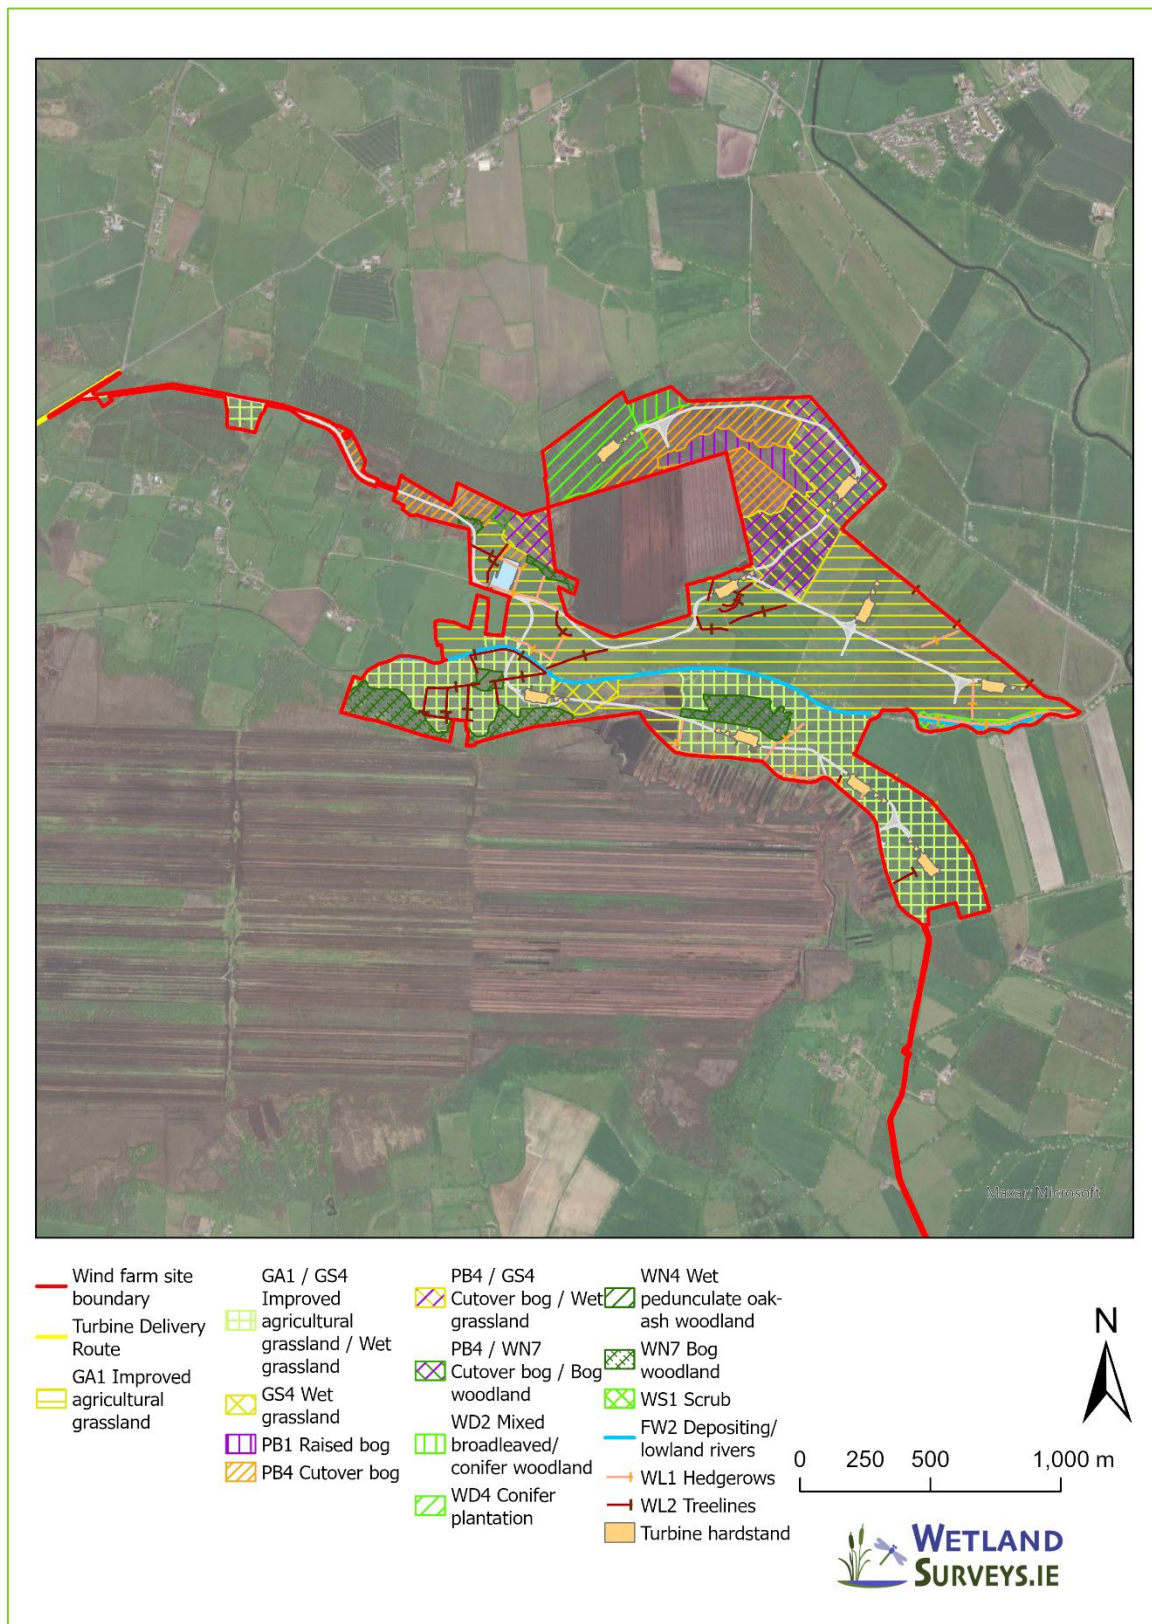 Maxar, Microsoft
Wind farm site
boundary
Turbine Delivery
Route
GA1 Improved
agricultural
grassland
GA1 / GS4
Improved
agricultural
grassland / Wet
grassland
GS4 Wet
grassland
PB1 Raised bog
PB4 Cutover bog
PB4 / GS4
Cutover bog / Wet
grassland
PB4 / WN7
Cutover bog / Bog
woodland
WD2 Mixed
broadleaved/
conifer woodland
WD4 Conifer
plantation
WN4 Wet
pedunculate oak-
ash woodland
WN7 Bog
woodland
WS1 Scrub
FW2 Depositing/
lowland rivers
WL1 Hedgerows
WL2 Treelines
Turbine hardstand
N
0 250 500 1,000 m
WETLAND
SURVEYS.IE